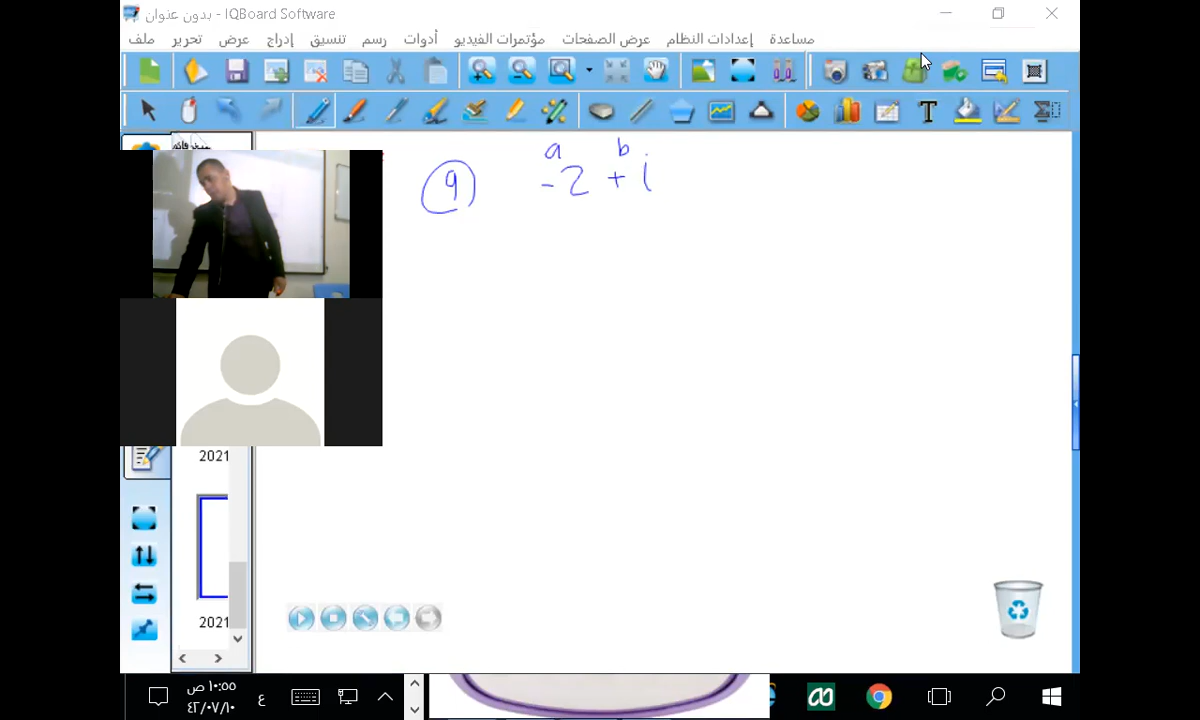 بدون عنوان - IQBoard Software
ملف تحرير عرض إدراج تنسيق رسم أدوات مؤتمرات الفيديو عرض الصفحات إعدادات النظام مساعدة
a b
9 -2 + i
2021
2021
١٠:٥٥ ص
ع
٤٢/٠٧/١٠